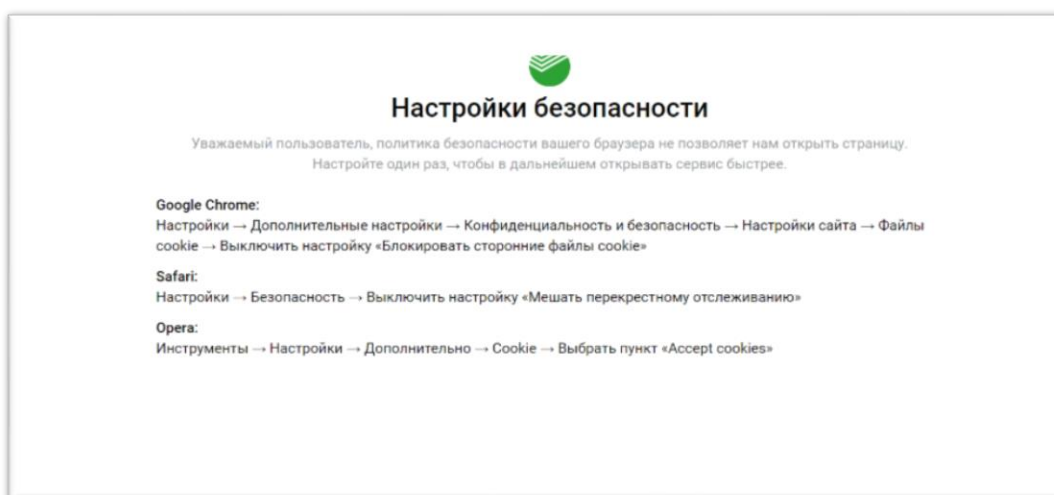 Настройки безопасности
Уважаемый пользователь, политика безопасности вашего браузера не позволяет нам открыть страницу.
Настройте один раз, чтобы в дальнейшем открывать сервис быстрее.
Google Chrome:
Настройки → Дополнительные настройки → Конфиденциальность и безопасность → Настройки сайта → Файлы
cookie → Выключить настройку «Блокировать сторонние файлы cookie»
Safari:
Настройки → Безопасность → Выключить настройку «Мешать перекрестному отслеживанию»
Opera:
Инструменты → Настройки → Дополнительно → Cookie → Выбрать пункт «Accept cookies»